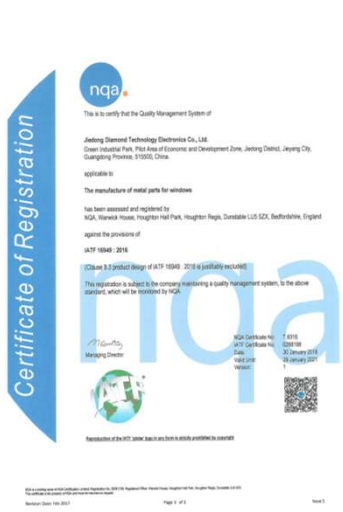 nqa.
Certificate of Registration
This is to certify that the Quality Management System of
Jiedong Diamond Technology Electronics Co., Ltd.
Green Industrial Park, Pilot Area of Economic and Development Zone, Jiedong District, Jieyang City,
Guangdong Province, 515500, China.
applicable to
The manufacture of metal parts for windows
has been assessed and registered by
NQA, Warwick House, Houghton Hall Park, Houghton Regis, Dunstable LU5 5ZX, Bedfordshire, England
against the provisions of
IATF 16949 : 2016
(Clause 8.3 product design of IATF 16949 : 2016 is justifiably excluded)
This registration is subject to the company maintaining a quality management system, to the above
standard, which will be monitored by NQA
nqa
Managing Director
NQA Certificate No:
IATF Certificate No:
Date: 30 January 2018
Valid Until: 29 January 2021
Version: 1
IATF
Reproduction of the IATF 'globe' logo in any form is strictly prohibited by copyright
Page 1 of